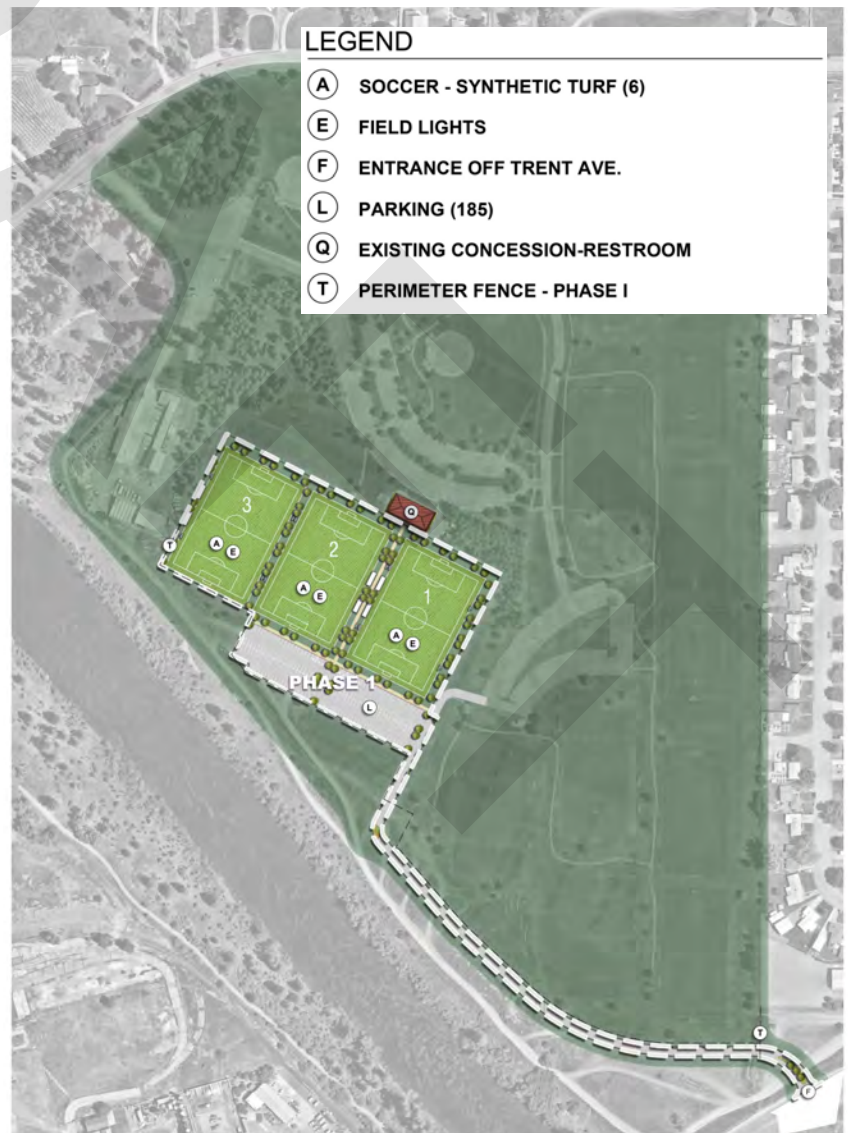 LEGEND
A SOCCER - SYNTHETIC TURF (6)
E FIELD LIGHTS
F ENTRANCE OFF TRENT AVE.
L PARKING (185)
Q EXISTING CONCESSION-RESTROOM
T PERIMETER FENCE - PHASE I
3
Q
2
T
A E
1
A E
A E
PHASE 1
L
T
F